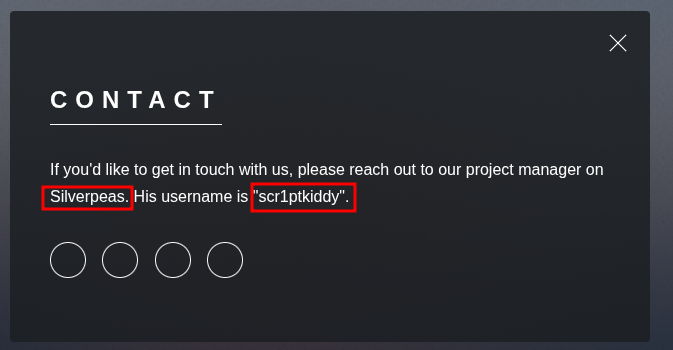 CONTACT
If you'd like to get in touch with us, please reach out to our project manager on
Silverpeas. His username is "scr1ptkiddy".